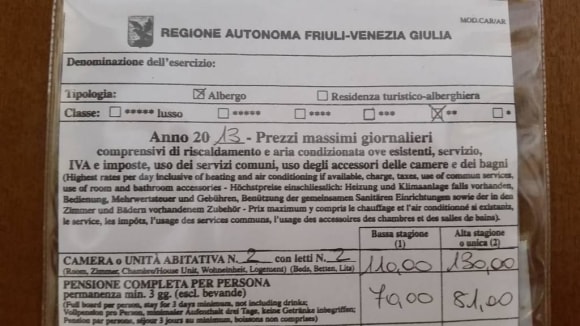 MOD.CAR/AR
REGIONE AUTONOMA FRIULI-VENEZIA GIULIA
Denominazione dell'esercizio:
Tipologia: ☒ Albergo ☐ Residenza turistico-alberghiera
Classe: ☐ ***** lusso ☐ ***** ☐ **** ☐ *** ☒ ** ☐ *
Anno 2013 - Prezzi massimi giornalieri
comprensivi di riscaldamento e aria condizionata ove esistenti, servizio,
IVA e imposte, uso dei servizi comuni, uso degli accessori delle camere e dei bagni
(Highest rates per day inclusive of heating and air conditioning if available, charge, taxes, use of commun services,
use of room and bathroom accessories - Höchstpreise einschliesslich: Heizung und Klimaanlage falls vorhanden,
Bedienung, Mehrwertsteuer und Gebühren, Benützung der gemeinsamen Sanitären Einrichtungen sowie der in den
Zimmer und Bädern vorhandenem Zubehör - Prix maximum y compris le chauffage et l'air conditionné si existants,
le service, les impôts, l'usage des services communs, l'usage des accessoires des chambres et des salles de bains).
Bassa stagione
(1)
Alta stagione
o unica (2)
CAMERA o UNITÀ ABITATIVA N. 2 con letti N. 2 110,00 130,00
(Room, Zimmer, Chambre/House Unit, Wohneinheit, Logement) (Beds, Betten, Lits)
PENSIONE COMPLETA PER PERSONA 70,00 81,00
permanenza min. 3 gg. (escl. bevande)
(Full board per person, stay for 3 days minimum, not including drinks;
Vollpension pro Person, minimaler Aufenthalt drei Tage, keine Getränke inbegriffen;
Pension par personne, séjour 3 jours au minimum, boissons non comprises)